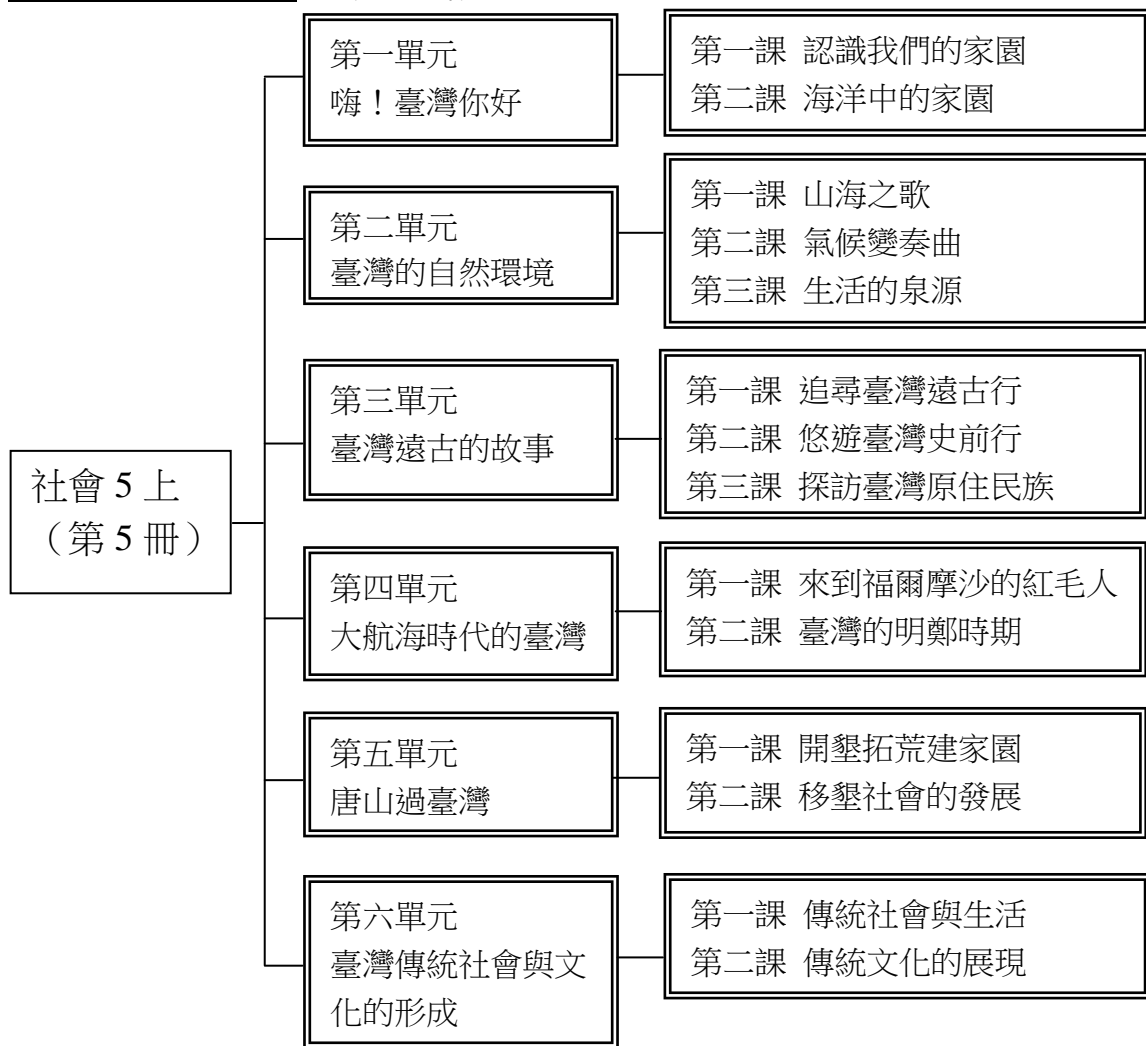 社會 5 上
（第 5 冊）
第一單元
嗨！臺灣你好
第一課 認識我們的家園
第二課 海洋中的家園
第二單元
臺灣的自然環境
第一課 山海之歌
第二課 氣候變奏曲
第三課 生活的泉源
第三單元
臺灣遠古的故事
第一課 追尋臺灣遠古行
第二課 悠遊臺灣史前行
第三課 探訪臺灣原住民族
第四單元
大航海時代的臺灣
第一課 來到福爾摩沙的紅毛人
第二課 臺灣的明鄭時期
第五單元
唐山過臺灣
第一課 開墾拓荒建家園
第二課 移墾社會的發展
第六單元
臺灣傳統社會與文
化的形成
第一課 傳統社會與生活
第二課 傳統文化的展現